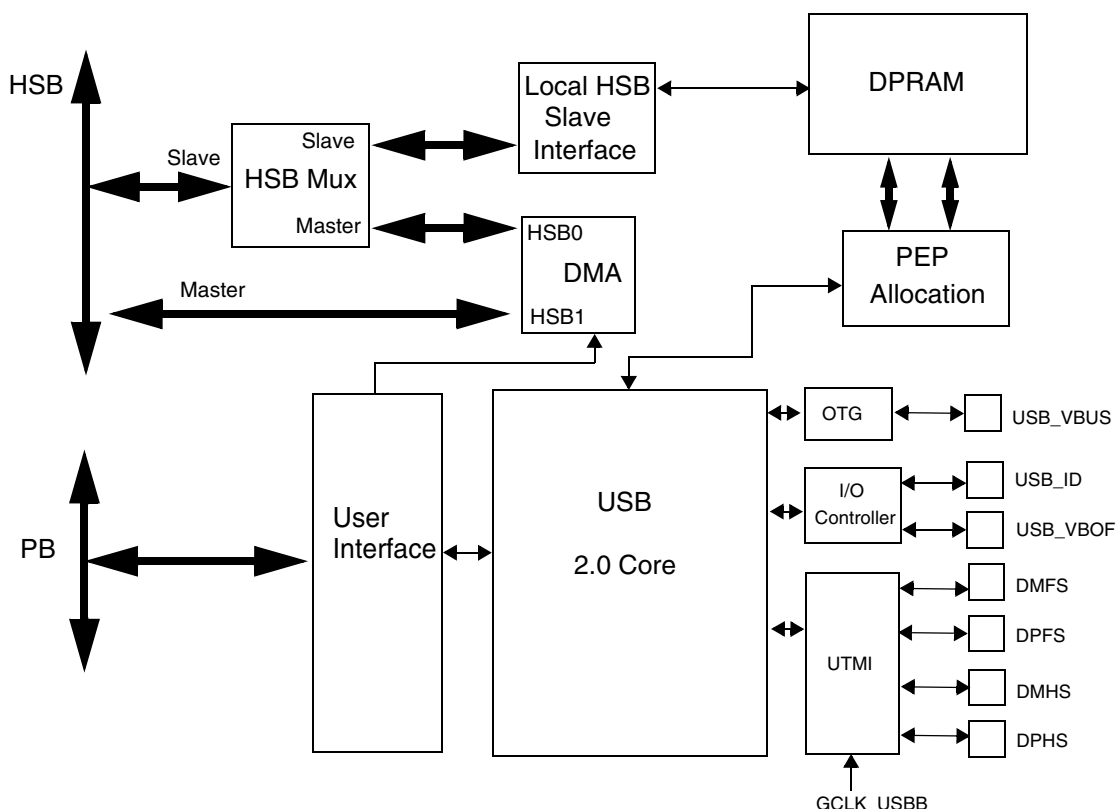 HSB
Slave
Slave
HSB Mux
Master
Local HSB
Slave
Interface
DPRAM
HSB0
DMA
HSB1
Master
PEP
Allocation
PB
User
Interface
USB
2.0 Core
OTG
USB_VBUS
I/O
Controller
USB_ID
USB_VBOF
UTMI
DMFS
DPFS
DMHS
DPHS
GCLK_USBB